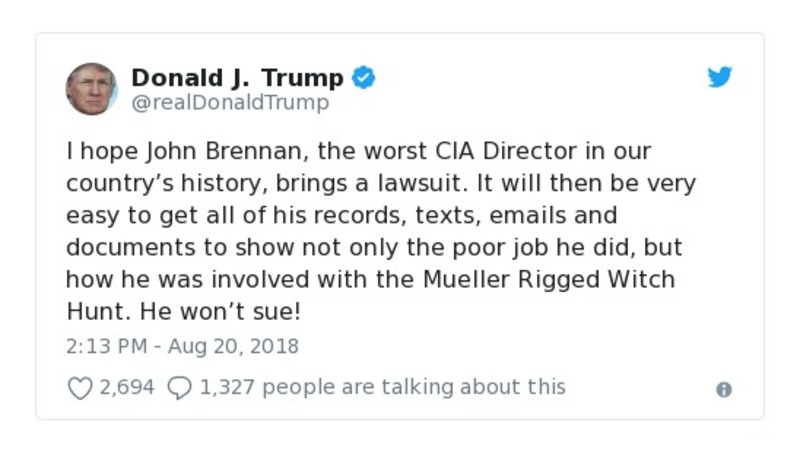 Donald J. Trump
@realDonaldTrump
I hope John Brennan, the worst CIA Director in our
country’s history, brings a lawsuit. It will then be very
easy to get all of his records, texts, emails and
documents to show not only the poor job he did, but
how he was involved with the Mueller Rigged Witch
Hunt. He won’t sue!
2:13 PM - Aug 20, 2018
2,694 1,327 people are talking about this